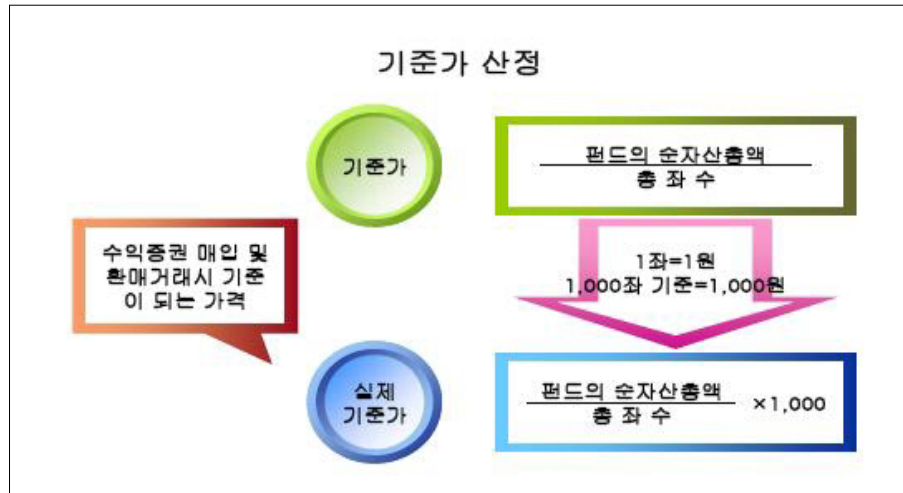 기준가 산정
기준가
펀드의 순자산총액
총 좌 수
수익증권 매입 및
환매거래시 기준
이 되는 가격
1좌=1원
1,000좌 기준=1,000원
실제
기준가
펀드의 순자산총액
총 좌 수
×1,000